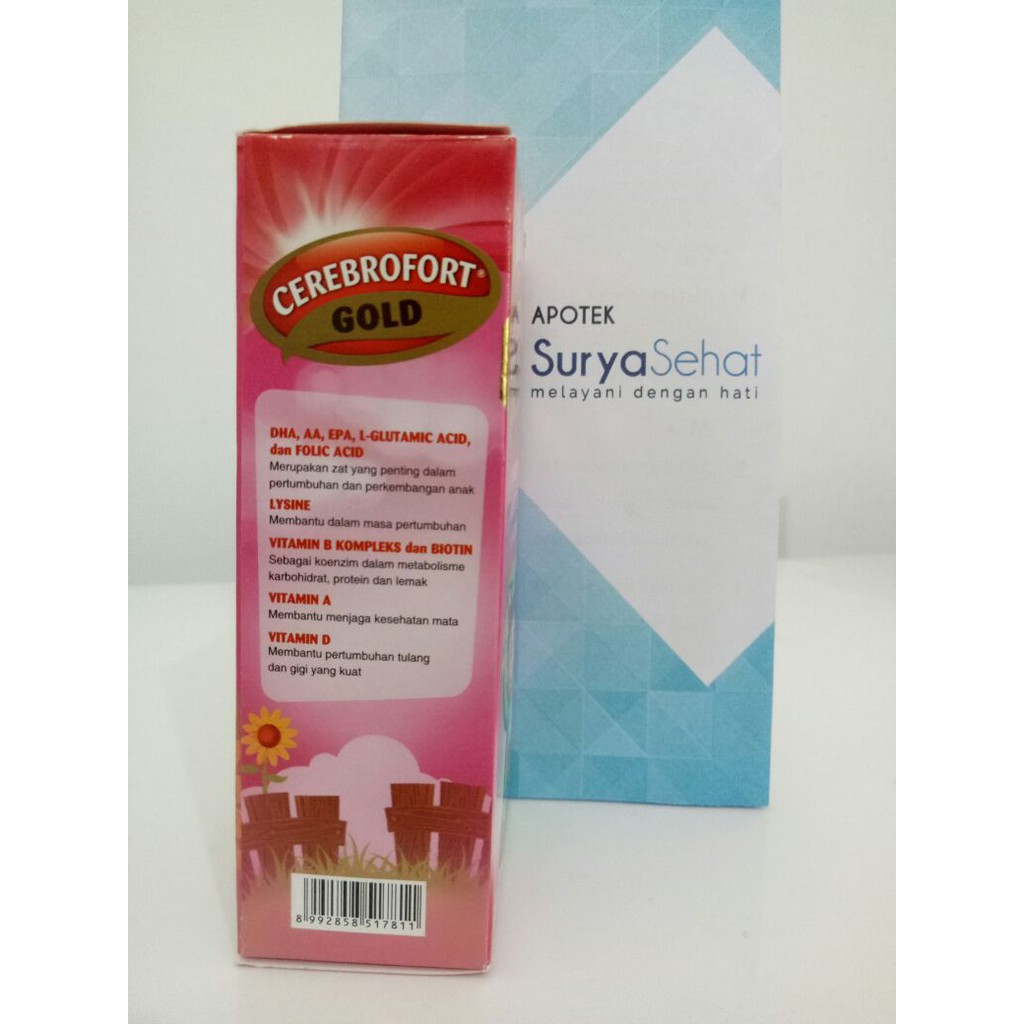 CEREBROFORT®
GOLD
DHA, AA, EPA, L-GLUTAMIC ACID,
dan FOLIC ACID
Merupakan zat yang penting dalam
pertumbuhan dan perkembangan anak
LYSINE
Membantu dalam masa pertumbuhan
VITAMIN B KOMPLEKS dan BIOTIN
Sebagai koenzim dalam metabolisme
karbohidrat, protein dan lemak
VITAMIN A
Membantu menjaga kesehatan mata
VITAMIN D
Membantu pertumbuhan tulang
dan gigi yang kuat
8 992858 517811
APOTEK
SuryaSehat
melayani dengan hati